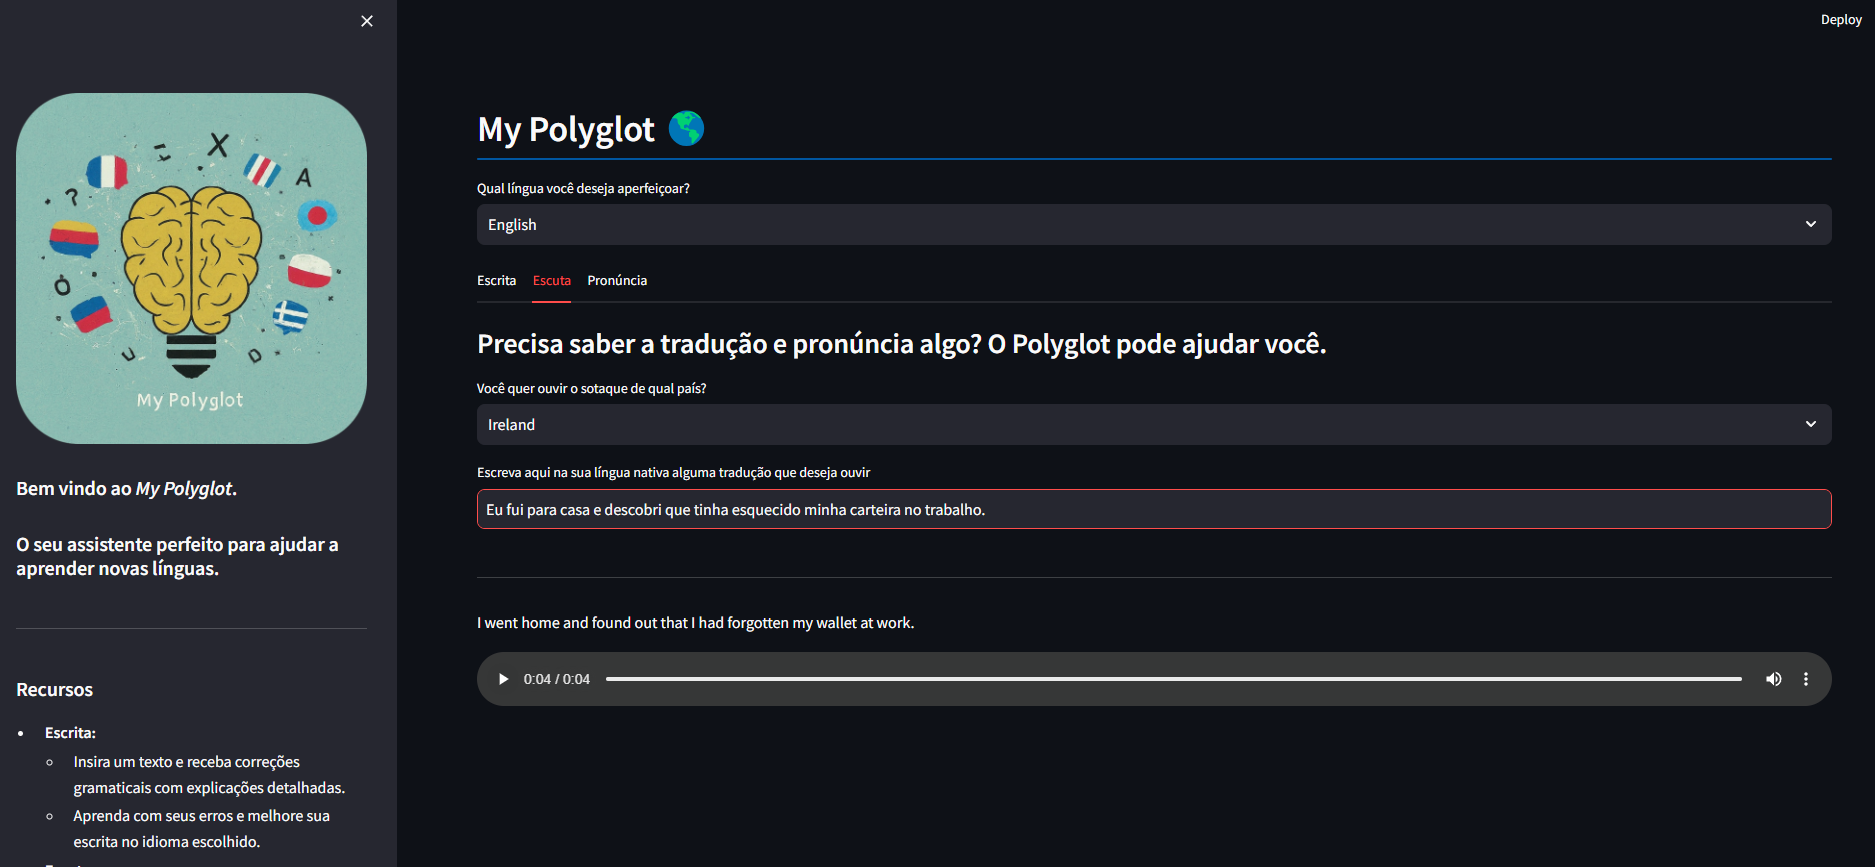 Deploy
X
A
?
O
U
D
My Polyglot
Bem vindo ao My Polyglot.
O seu assistente perfeito para ajudar a
aprender novas línguas.
Recursos
Escrita:
Insira um texto e receba correções
gramaticais com explicações detalhadas.
Aprenda com seus erros e melhore sua
escrita no idioma escolhido.
My Polyglot
Qual língua você deseja aperfeiçoar?
English
Escrita Escuta Pronúncia
Precisa saber a tradução e pronúncia algo? O Polyglot pode ajudar você.
Você quer ouvir o sotaque de qual país?
Ireland
Escreva aqui na sua língua nativa alguma tradução que deseja ouvir
Eu fui para casa e descobri que tinha esquecido minha carteira no trabalho.
I went home and found out that I had forgotten my wallet at work.
0:04 / 0:04